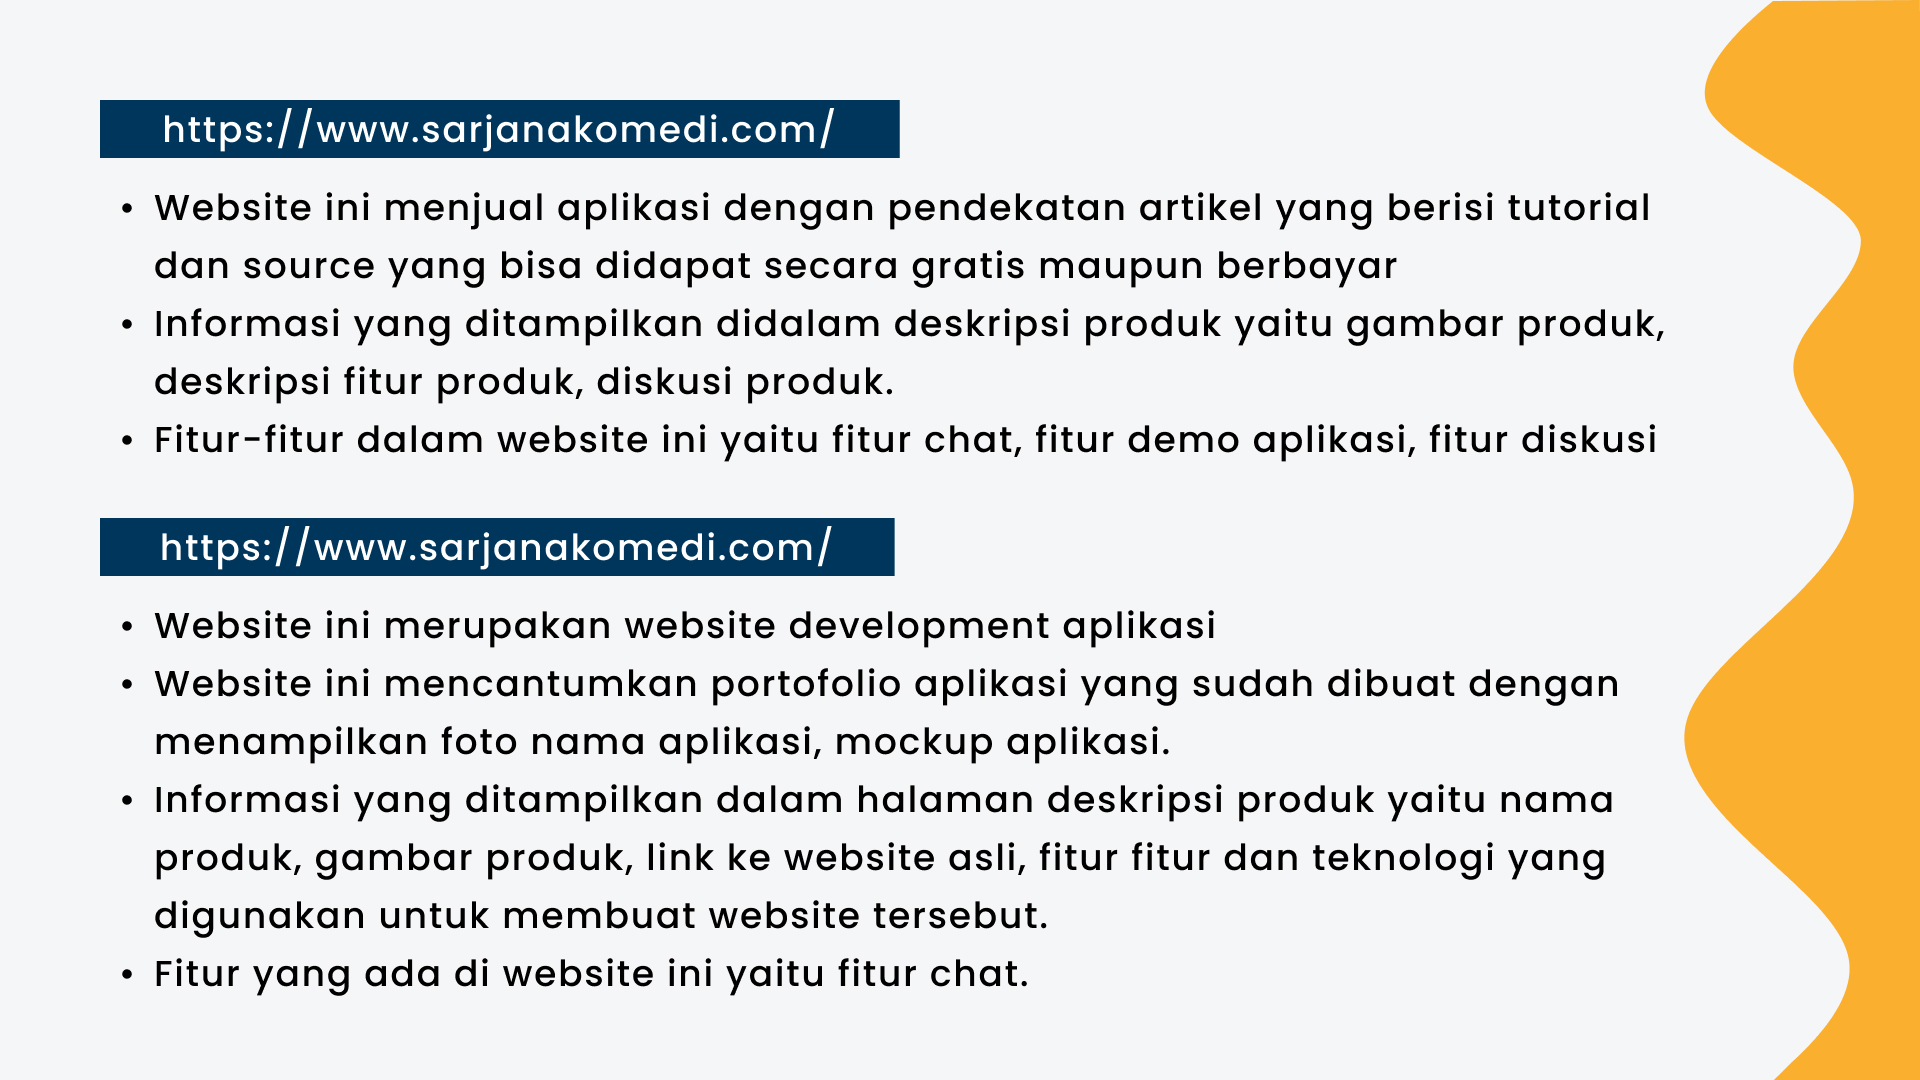 https://www.sarjanakomedi.com/
• Website ini menjual aplikasi dengan pendekatan artikel yang berisi tutorial
dan source yang bisa didapat secara gratis maupun berbayar
• Informasi yang ditampilkan didalam deskripsi produk yaitu gambar produk,
deskripsi fitur produk, diskusi produk.
• Fitur-fitur dalam website ini yaitu fitur chat, fitur demo aplikasi, fitur diskusi
https://www.sarjanakomedi.com/
• Website ini merupakan website development aplikasi
• Website ini mencantumkan portofolio aplikasi yang sudah dibuat dengan
menampilkan foto nama aplikasi, mockup aplikasi.
• Informasi yang ditampilkan dalam halaman deskripsi produk yaitu nama
produk, gambar produk, link ke website asli, fitur fitur dan teknologi yang
digunakan untuk membuat website tersebut.
• Fitur yang ada di website ini yaitu fitur chat.